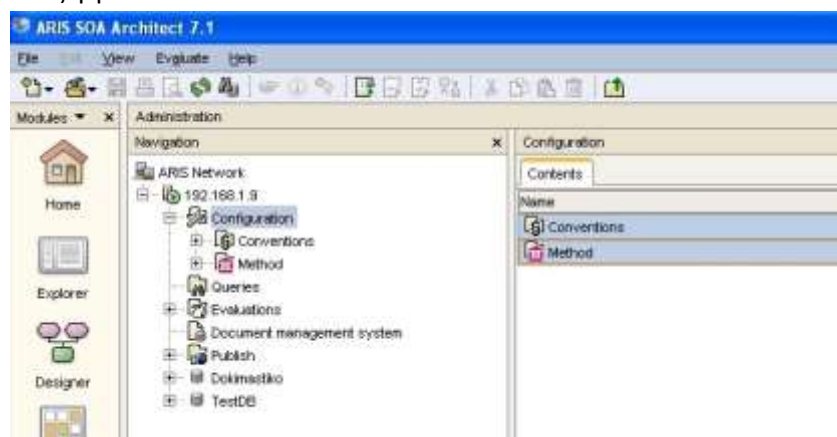 ARIS SOA Architect 7.1
File Edit View Evaluate Help
Modules Administration
Navigation Configuration
ARIS Network Contents
192.168.1.9
Home Name
Configuration Conventions
Conventions Method
Method
Explorer Queries
Evaluations
Document management system
Designer Publish
Dokimastiko
TestDB